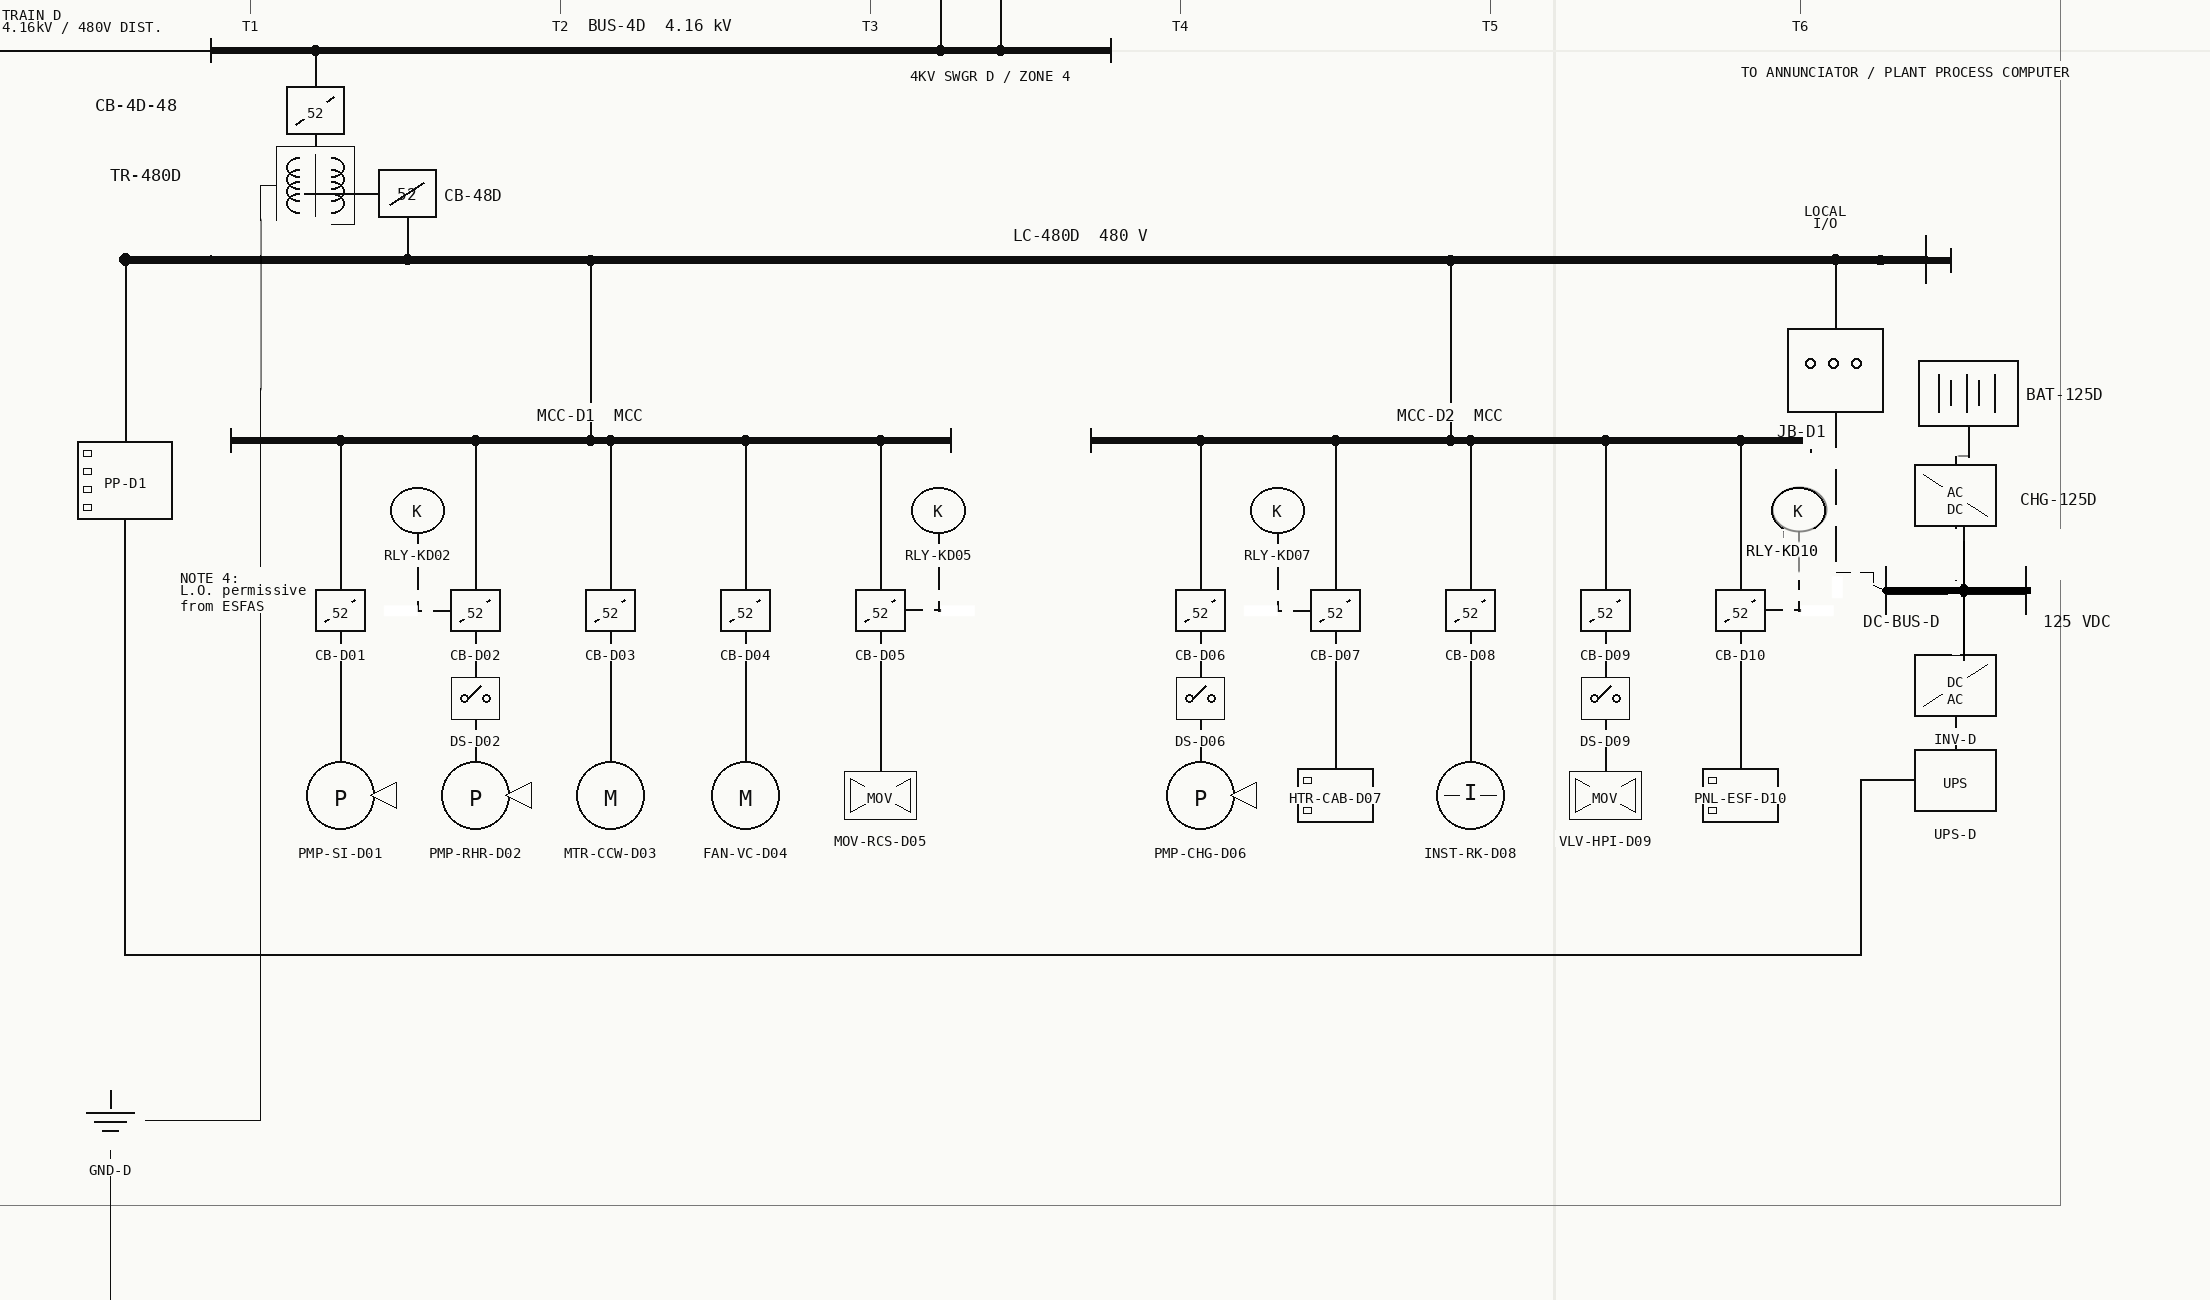 TRAIN D
4.16kV / 480V DIST.
T1
T2
BUS-4D  4.16 kV
T3
T4
T5
T6
4KV SWGR D / ZONE 4
TO ANNUNCIATOR / PLANT PROCESS COMPUTER
CB-4D-48
52
TR-480D
52
CB-48D
LOCAL
I/O
LC-480D  480 V
BAT-125D
MCC-D1  MCC
MCC-D2  MCC
JB-D1
PP-D1
K
K
K
K
AC
DC
CHG-125D
RLY-KD02
RLY-KD05
RLY-KD07
RLY-KD10
NOTE 4:
L.O. permissive
from ESFAS
52
52
52
52
52
52
52
52
52
52
DC-BUS-D
125 VDC
CB-D01
CB-D02
CB-D03
CB-D04
CB-D05
CB-D06
CB-D07
CB-D08
CB-D09
CB-D10
DC
AC
DS-D02
DS-D06
DS-D09
INV-D
P
P
M
M
MOV
P
HTR-CAB-D07
I
MOV
PNL-ESF-D10
UPS
PMP-SI-D01
PMP-RHR-D02
MTR-CCW-D03
FAN-VC-D04
MOV-RCS-D05
PMP-CHG-D06
INST-RK-D08
VLV-HPI-D09
UPS-D
GND-D